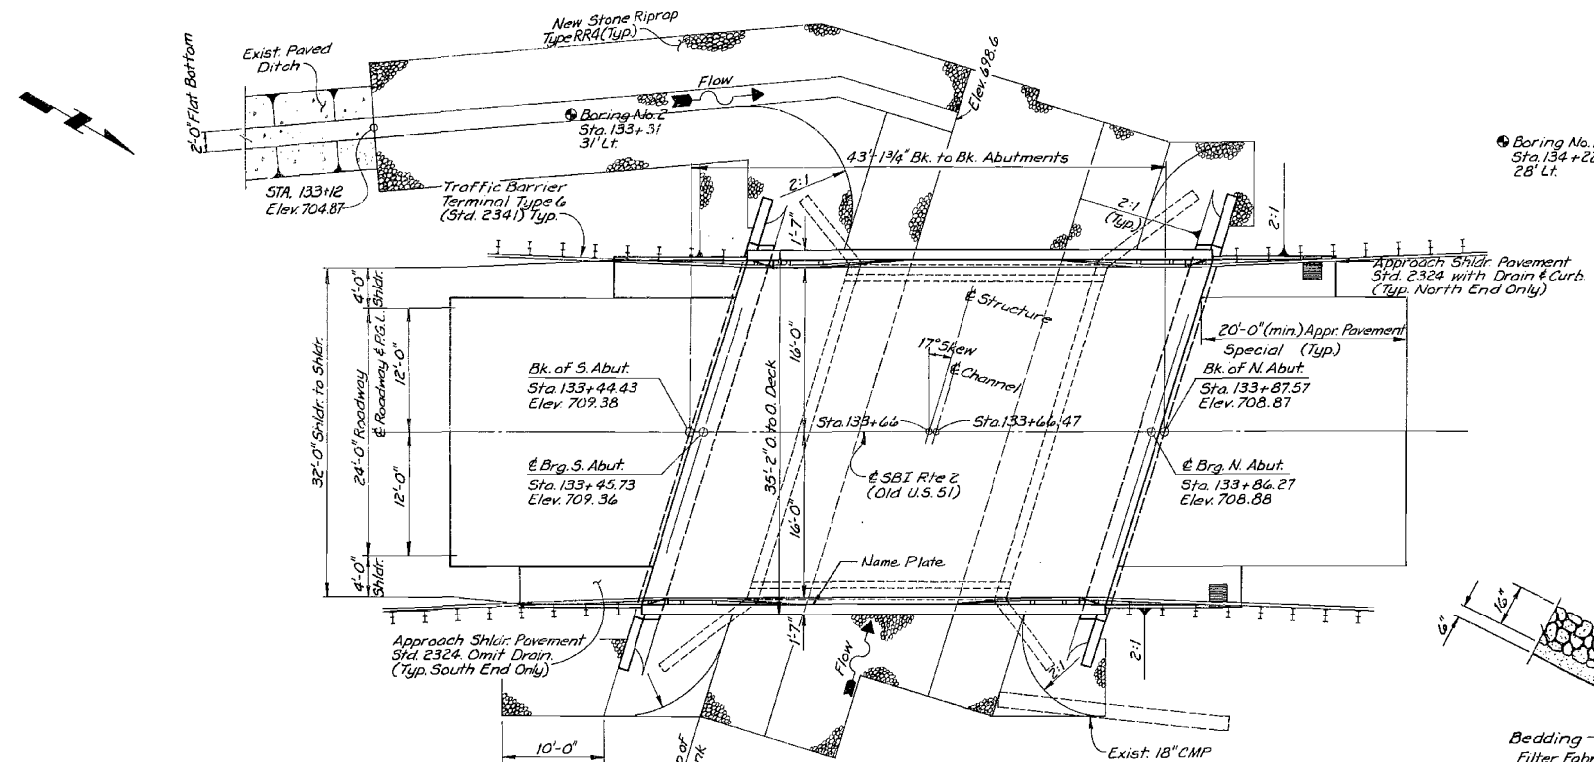 New Stone Riprap
Type RR4 (Typ.)
Exist. Paved
Ditch
2'-0" Flat Bottom
Flow
Elev. 698.6
Boring No. 2
Sta. 133+31
31' Lt.
Boring No.
Sta. 134+22
28' Lt.
43'-1 3/4" Bk. to Bk. Abutments
STA. 133+12
Elev. 704.87
Traffic Barrier
Terminal Type 6
(Std. 2341) Typ.
2:1
1'-7"
2:1
(Typ.)
2:1
Approach Shldr. Pavement
Std. 2324 with Drain & Curb.
(Typ. North End Only)
4'-0"
Shldr.
℄ Structure
16'-0"
17° Skew
℄ Channel
20'-0" (min.) Appr. Pavement
Special (Typ.)
32'-0" Shldr. to Shldr.
24'-0" Roadway
℄ Roadway & P.G.L.
12'-0"
Bk. of S. Abut.
Sta. 133+44.43
Elev. 709.38
Bk. of N. Abut.
Sta. 133+87.57
Elev. 708.87
Sta. 133+66
Sta. 133+66.47
35'-2" O. to O. Deck
12'-0"
℄ Brg. S. Abut.
Sta. 133+45.73
Elev. 709.36
℄ SBI Rte 2
(Old U.S. 51)
℄ Brg. N. Abut.
Sta. 133+86.27
Elev. 708.88
16'-0"
4'-0"
Shldr.
Name Plate
1'-7"
Approach Shldr. Pavement
Std. 2324. Omit Drain.
(Typ. South End Only)
Flow
2:1
2:1
6"
16"
10'-0"
of
Exist. 18" CMP
Bedding
Filter Fabr